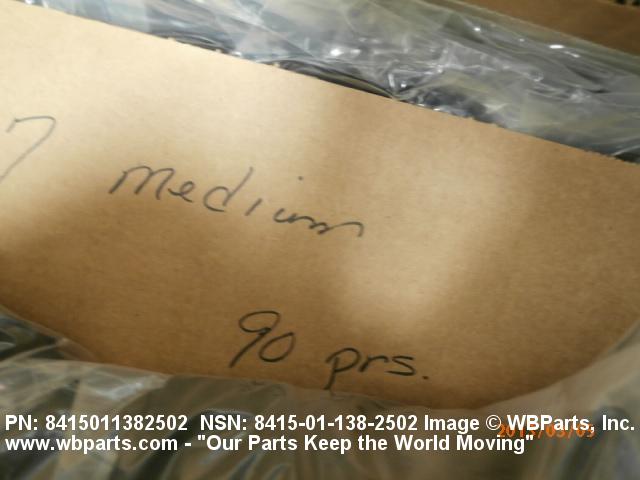 7 medium
90 prs.
PN: 8415011382502 NSN: 8415-01-138-2502 Image © WBParts, Inc.
www.wbparts.com - "Our Parts Keep the World Moving"